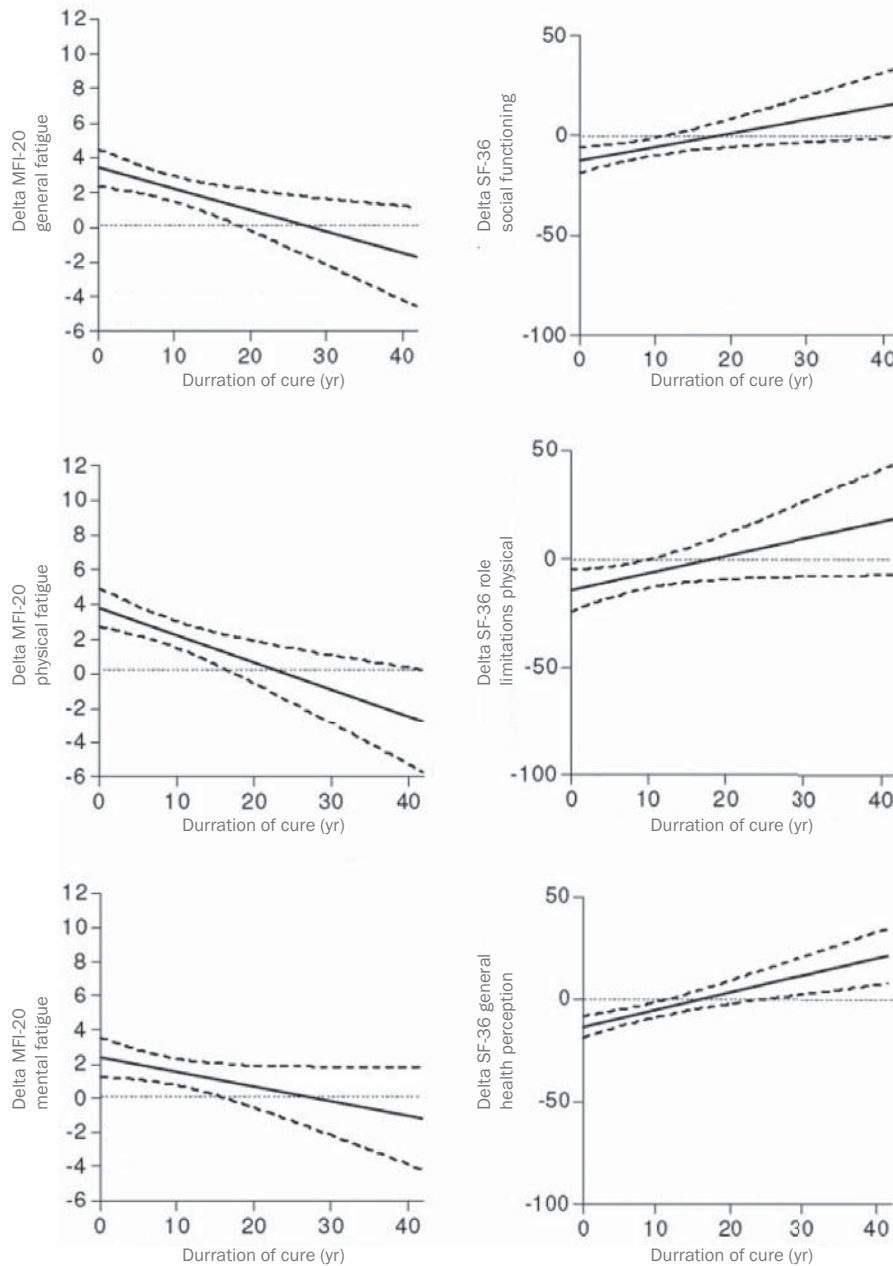 12
10
8
6
4
2
0
-2
-4
-6
Delta MFI-20
general fatigue
0 10 20 30 40
Durration of cure (yr)
50
0
-50
-100
Delta SF-36
social functioning
0 10 20 30 40
Durration of cure (yr)
12
10
8
6
4
2
0
-2
-4
-6
Delta MFI-20
physical fatigue
0 10 20 30 40
Durration of cure (yr)
50
0
-50
-100
Delta SF-36 role
limitations physical
0 10 20 30 40
Durration of cure (yr)
12
10
8
6
4
2
0
-2
-4
-6
Delta MFI-20
mental fatigue
0 10 20 30 40
Durration of cure (yr)
50
0
-50
-100
Delta SF-36 general
health perception
0 10 20 30 40
Durration of cure (yr)